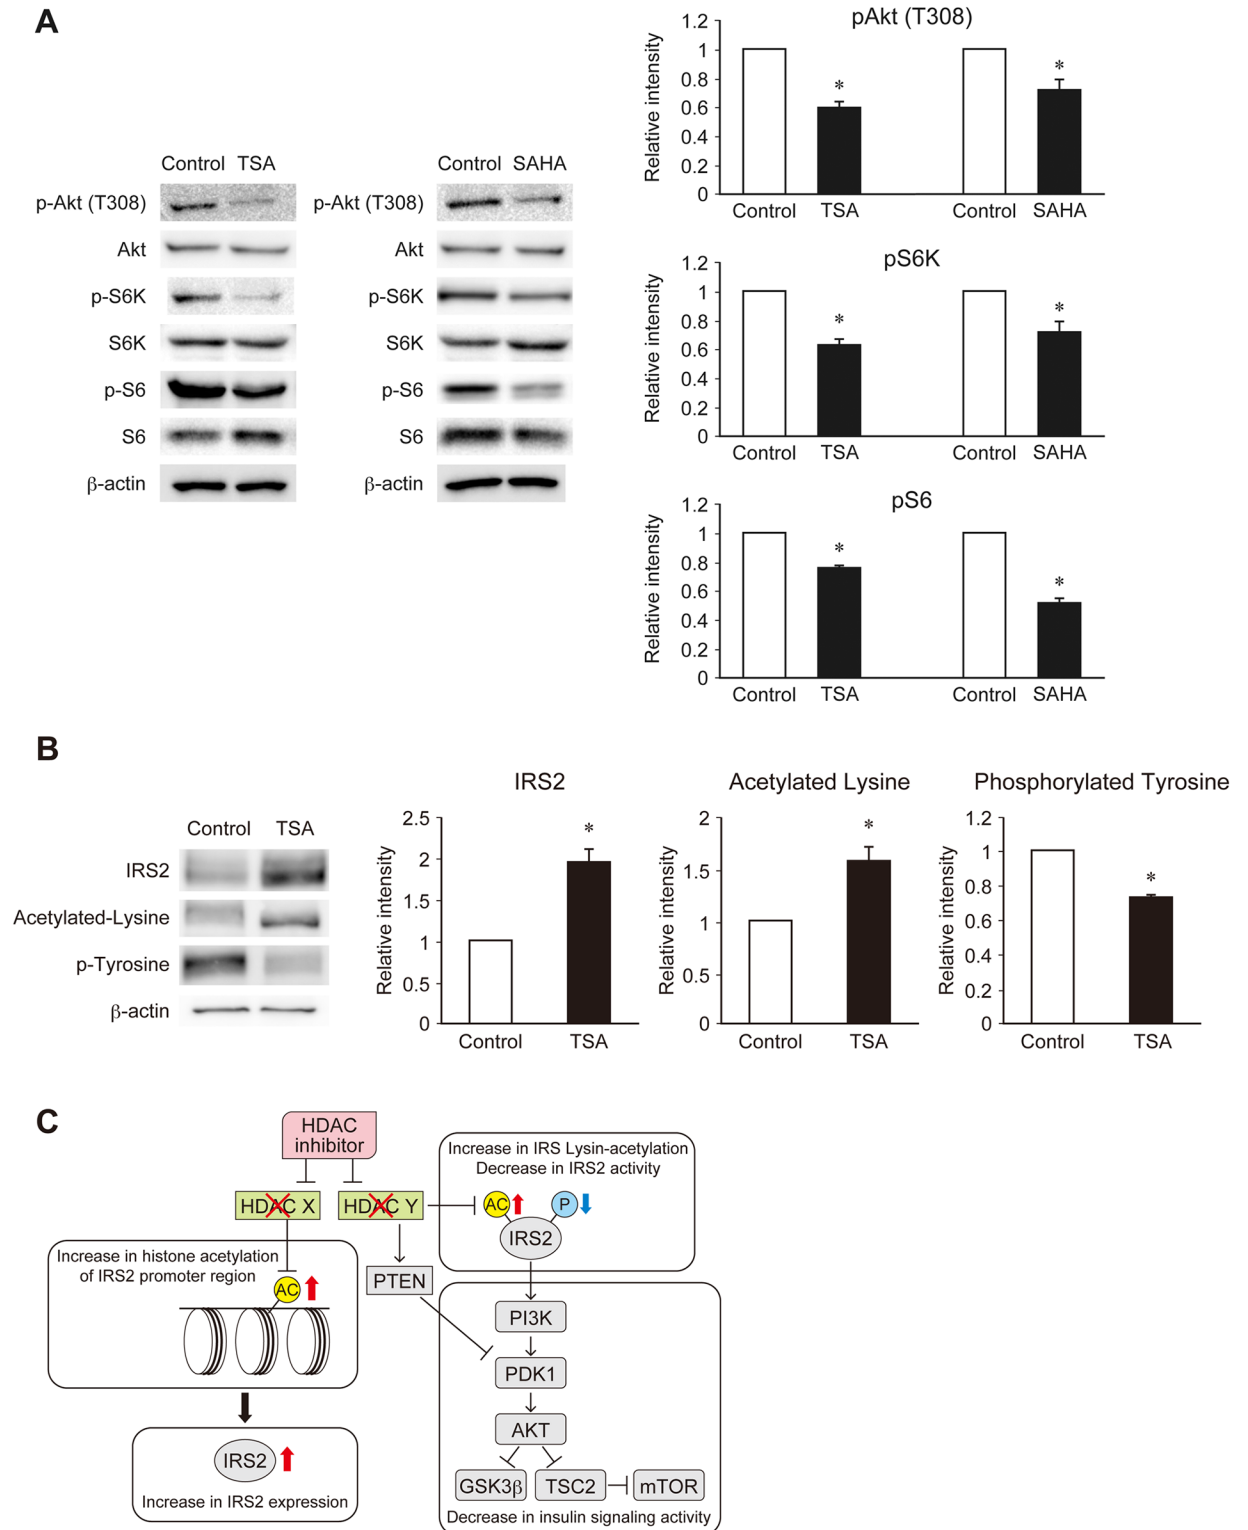 A
Control TSA
p-Akt (T308)
Akt
p-S6K
S6K
p-S6
S6
β-actin
Control SAHA
p-Akt (T308)
Akt
p-S6K
S6K
p-S6
S6
β-actin
pAkt (T308)
Relative intensity
1.2
1
0.8
0.6
0.4
0.2
0
*
*
Control TSA Control SAHA
pS6K
Relative intensity
1.2
1
0.8
0.6
0.4
0.2
0
*
*
Control TSA Control SAHA
pS6
Relative intensity
1.2
1
0.8
0.6
0.4
0.2
0
*
*
Control TSA Control SAHA
B
Control TSA
IRS2
Acetylated-Lysine
p-Tyrosine
β-actin
IRS2
Relative intensity
2.5
2
1.5
1
0.5
0
*
Control TSA
Acetylated Lysine
Relative intensity
2
1.5
1
0.5
0
*
Control TSA
Phosphorylated Tyrosine
Relative intensity
1.2
1
0.8
0.6
0.4
0.2
0
*
Control TSA
C
HDAC
inhibitor
HDAC X
HDAC Y
Increase in histone acetylation
of IRS2 promoter region
AC
IRS2
Increase in IRS2 expression
PTEN
Increase in IRS Lysin-acetylation
Decrease in IRS2 activity
AC
P
IRS2
PI3K
PDK1
AKT
GSK3β
TSC2
mTOR
Decrease in insulin signaling activity